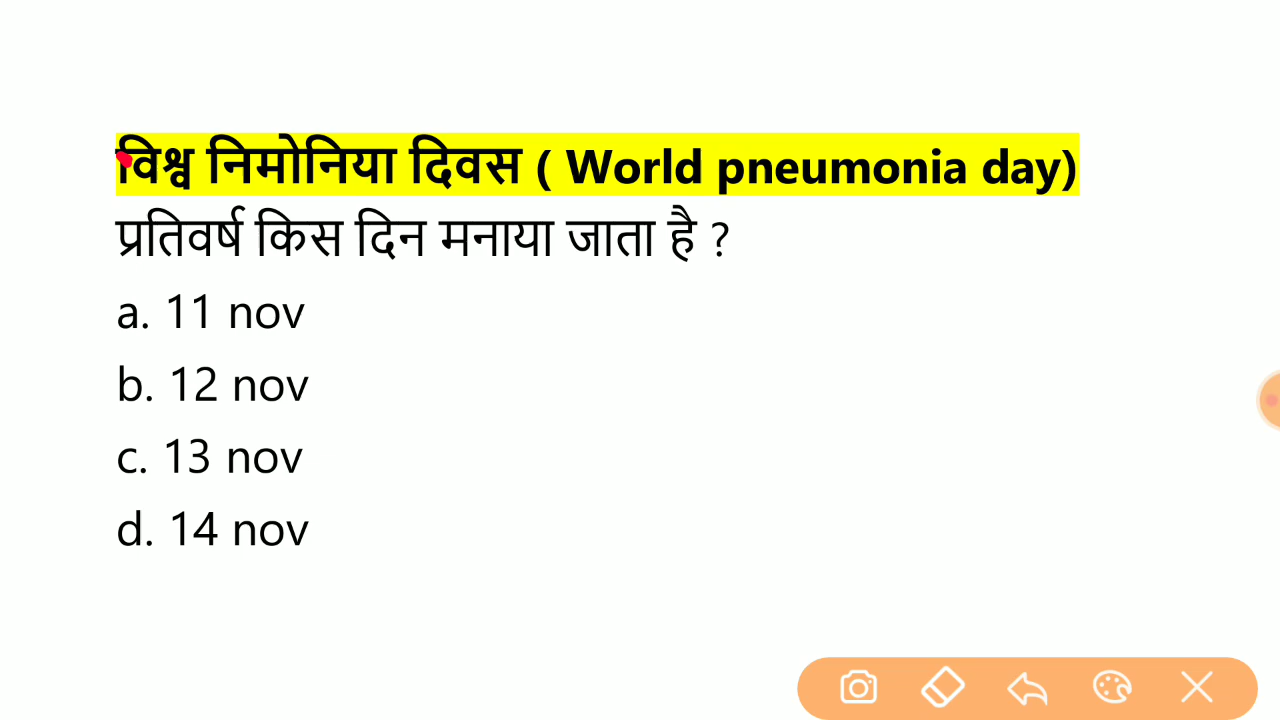 विश्व निमोनिया दिवस ( World pneumonia day)
प्रतिवर्ष किस दिन मनाया जाता है ?
a. 11 nov
b. 12 nov
c. 13 nov
d. 14 nov